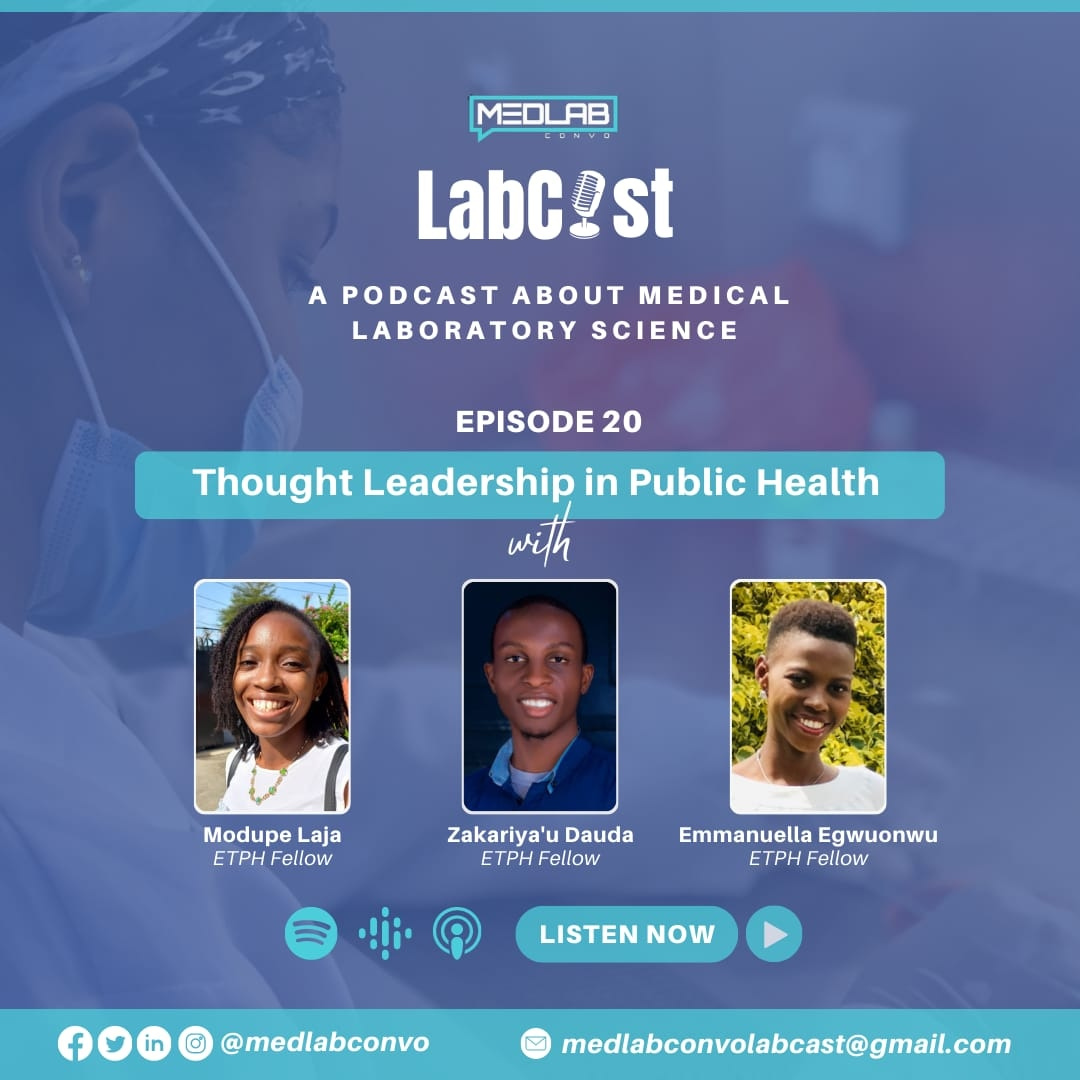 MEDLAB
CONVO
LabCast
A PODCAST ABOUT MEDICAL
LABORATORY SCIENCE
EPISODE 20
Thought Leadership in Public Health
with
Modupe Laja
ETPH Fellow
Zakariya'u Dauda
ETPH Fellow
Emmanuella Egwuonwu
ETPH Fellow
LISTEN NOW
@medlabconvo
medlabconvolabcast@gmail.com